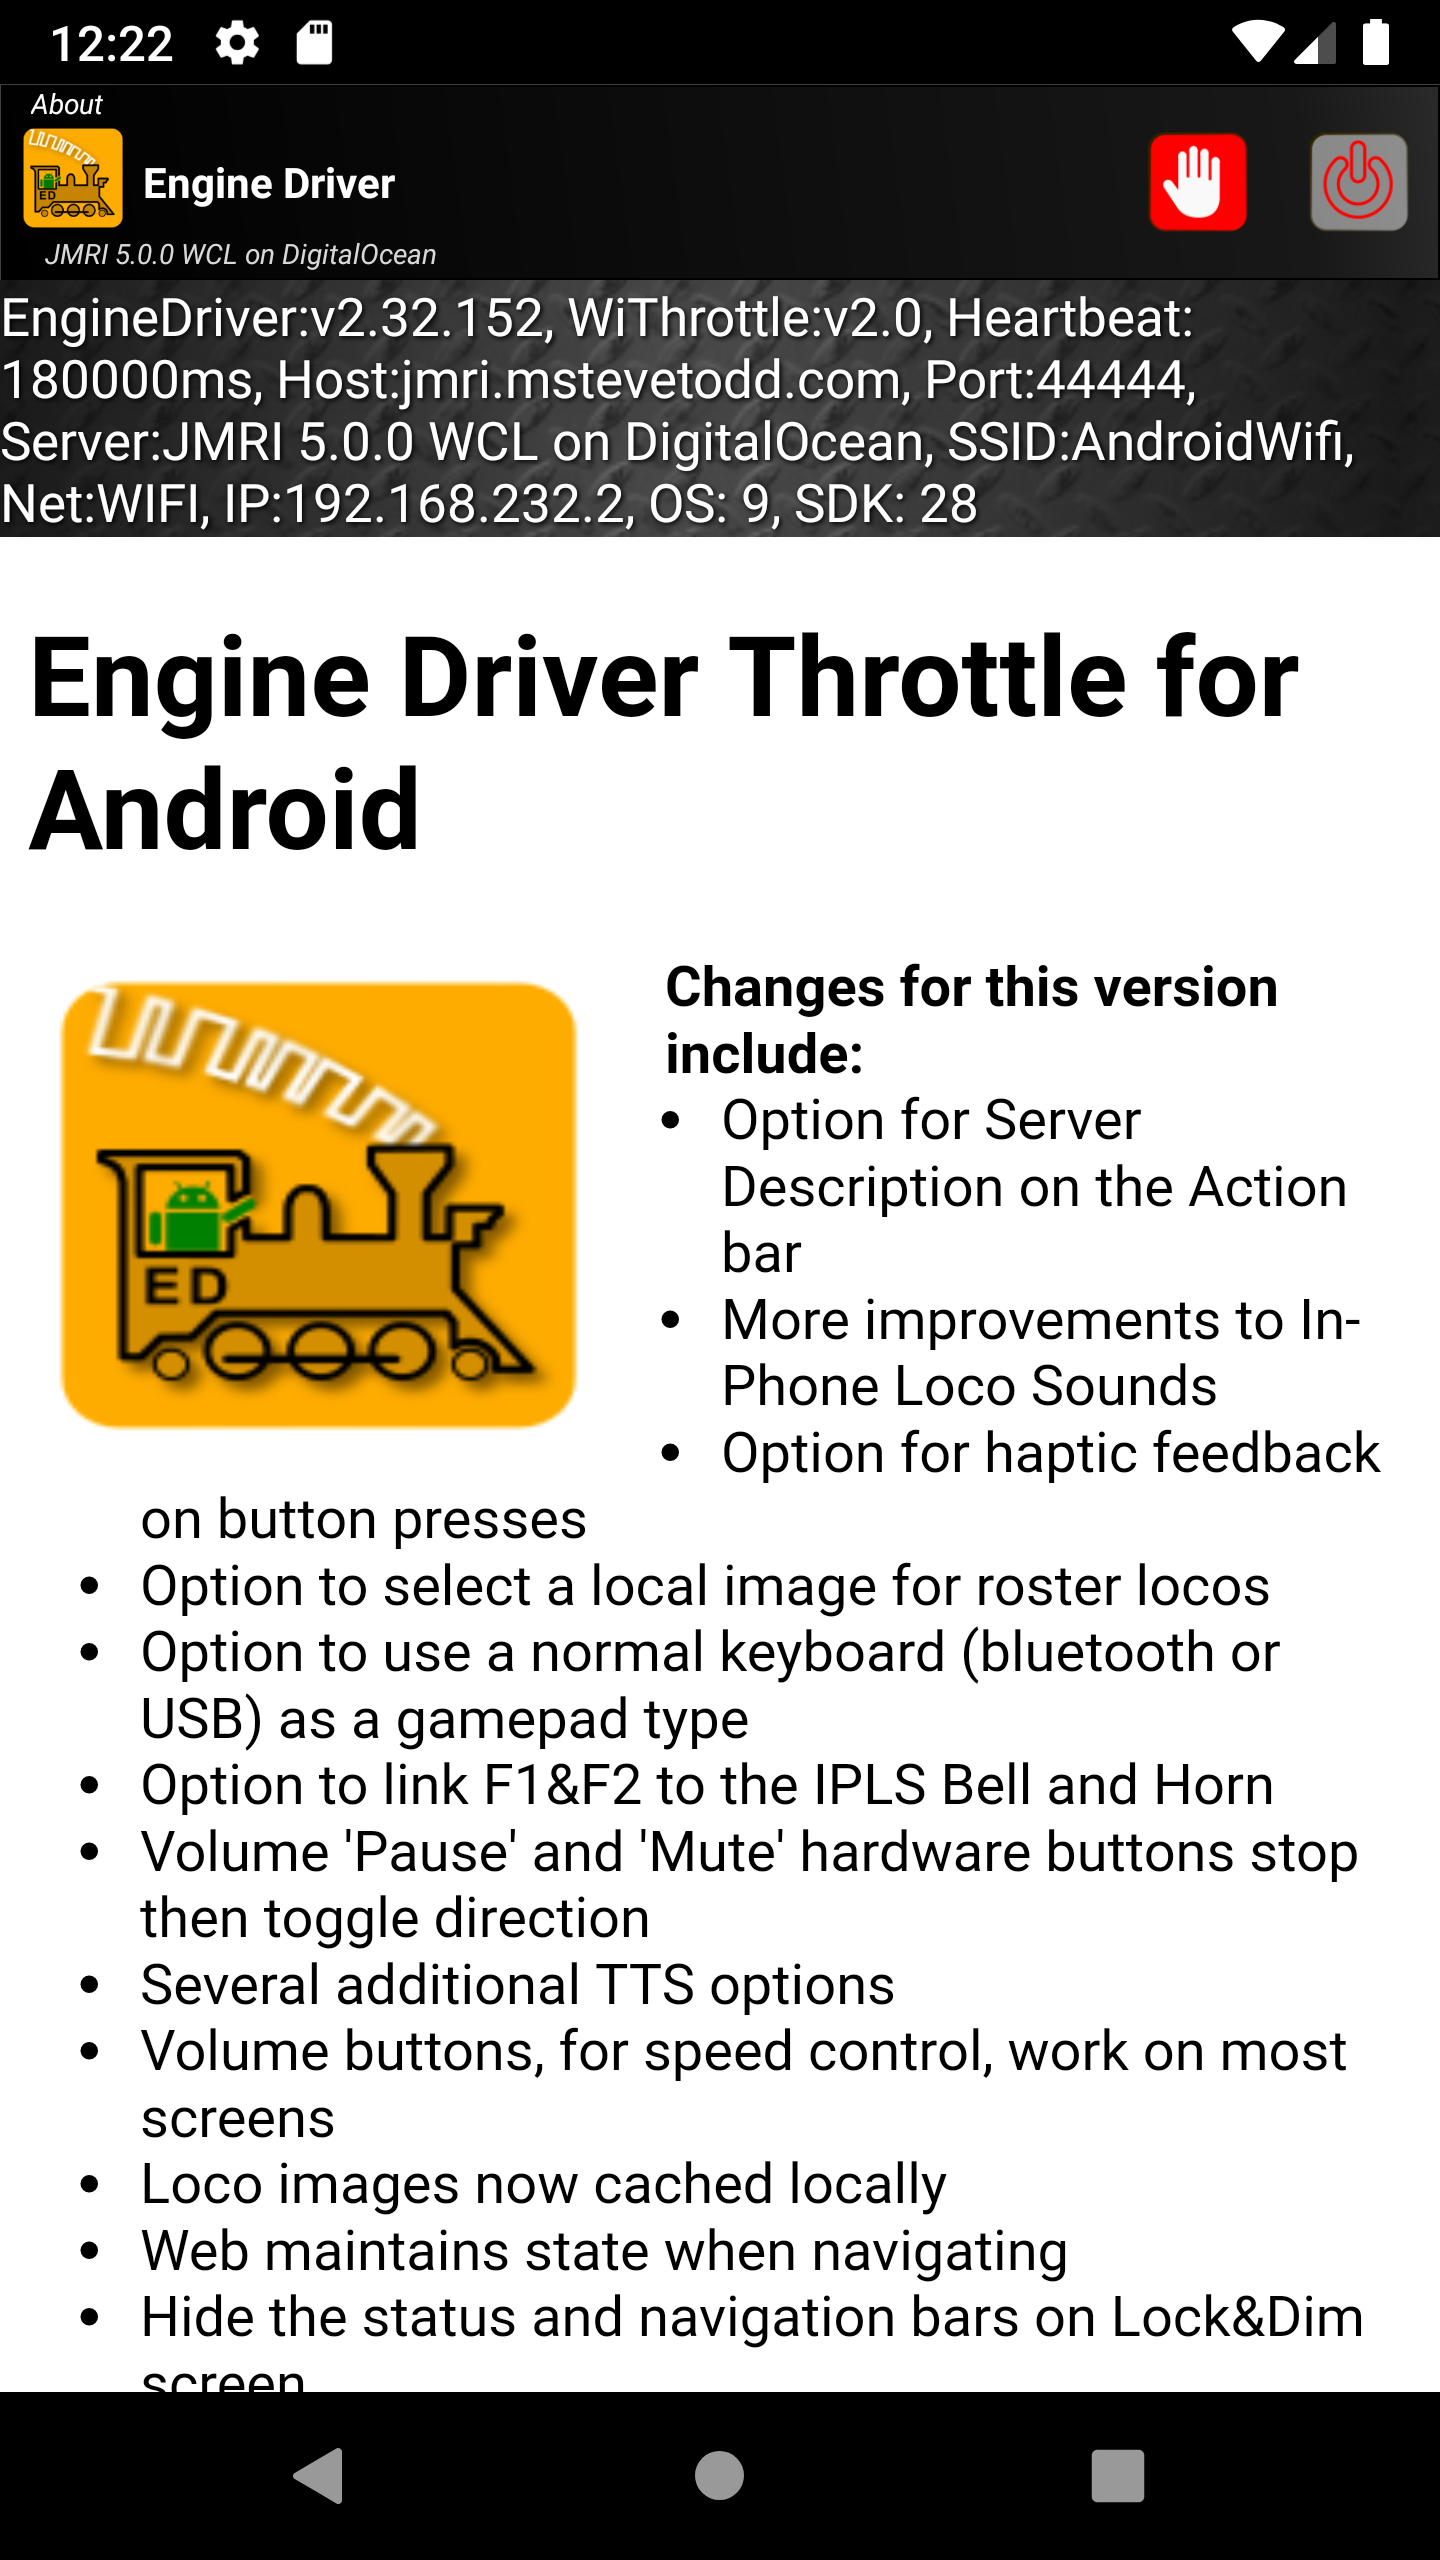 12:22
About
Engine Driver
JMRI 5.0.0 WCL on DigitalOcean
EngineDriver:v2.32.152, WiThrottle:v2.0, Heartbeat:
180000ms, Host:jmri.mstevetodd.com, Port:44444,
Server:JMRI 5.0.0 WCL on DigitalOcean, SSID:AndroidWifi,
Net:WIFI, IP:192.168.232.2, OS: 9, SDK: 28
Engine Driver Throttle for
Android
ED
Changes for this version
include:
• Option for Server
Description on the Action
bar
• More improvements to In-
Phone Loco Sounds
• Option for haptic feedback
on button presses
• Option to select a local image for roster locos
• Option to use a normal keyboard (bluetooth or
USB) as a gamepad type
• Option to link F1&F2 to the IPLS Bell and Horn
• Volume 'Pause' and 'Mute' hardware buttons stop
then toggle direction
• Several additional TTS options
• Volume buttons, for speed control, work on most
screens
• Loco images now cached locally
• Web maintains state when navigating
• Hide the status and navigation bars on Lock&Dim
screen